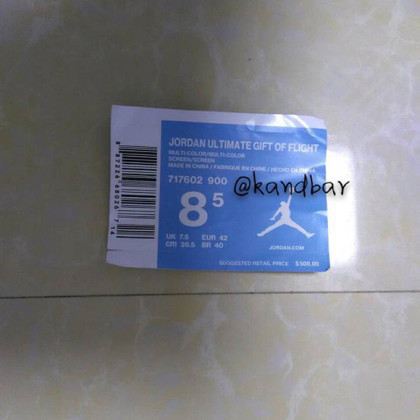 JORDAN ULTIMATE GIFT OF FLIGHT
MULTI-COLOR/MULTI-COLOR
SCREEN/SCREEN
MADE IN CHINA / FABRIQUE EN CHINE / HECHO EN CHINA
717602 900
@kandbar
8 5
UK 7.5 EUR 42
CM 26.5 BR 40
JORDAN.COM
SUGGESTED RETAIL PRICE $500.00